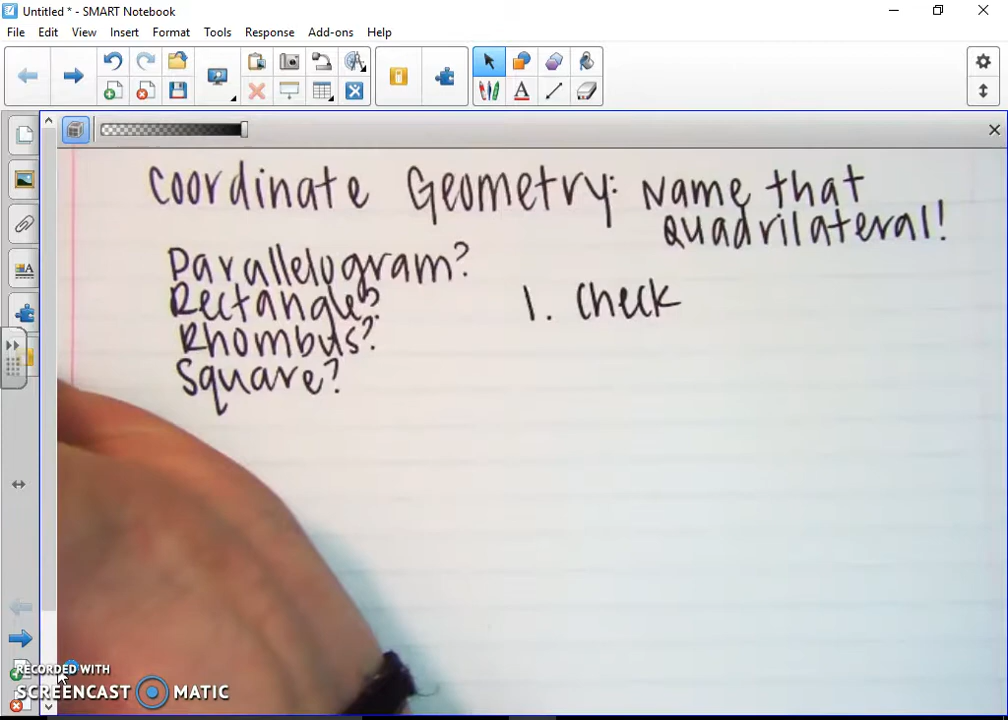 Untitled * - SMART Notebook
File Edit View Insert Format Tools Response Add-ons Help
Coordinate Geometry: Name that
quadrilateral!
Parallelogram?
Rectangle?
Rhombus?
Square?
1. Check
RECORDED WITH
SCREENCAST MATIC